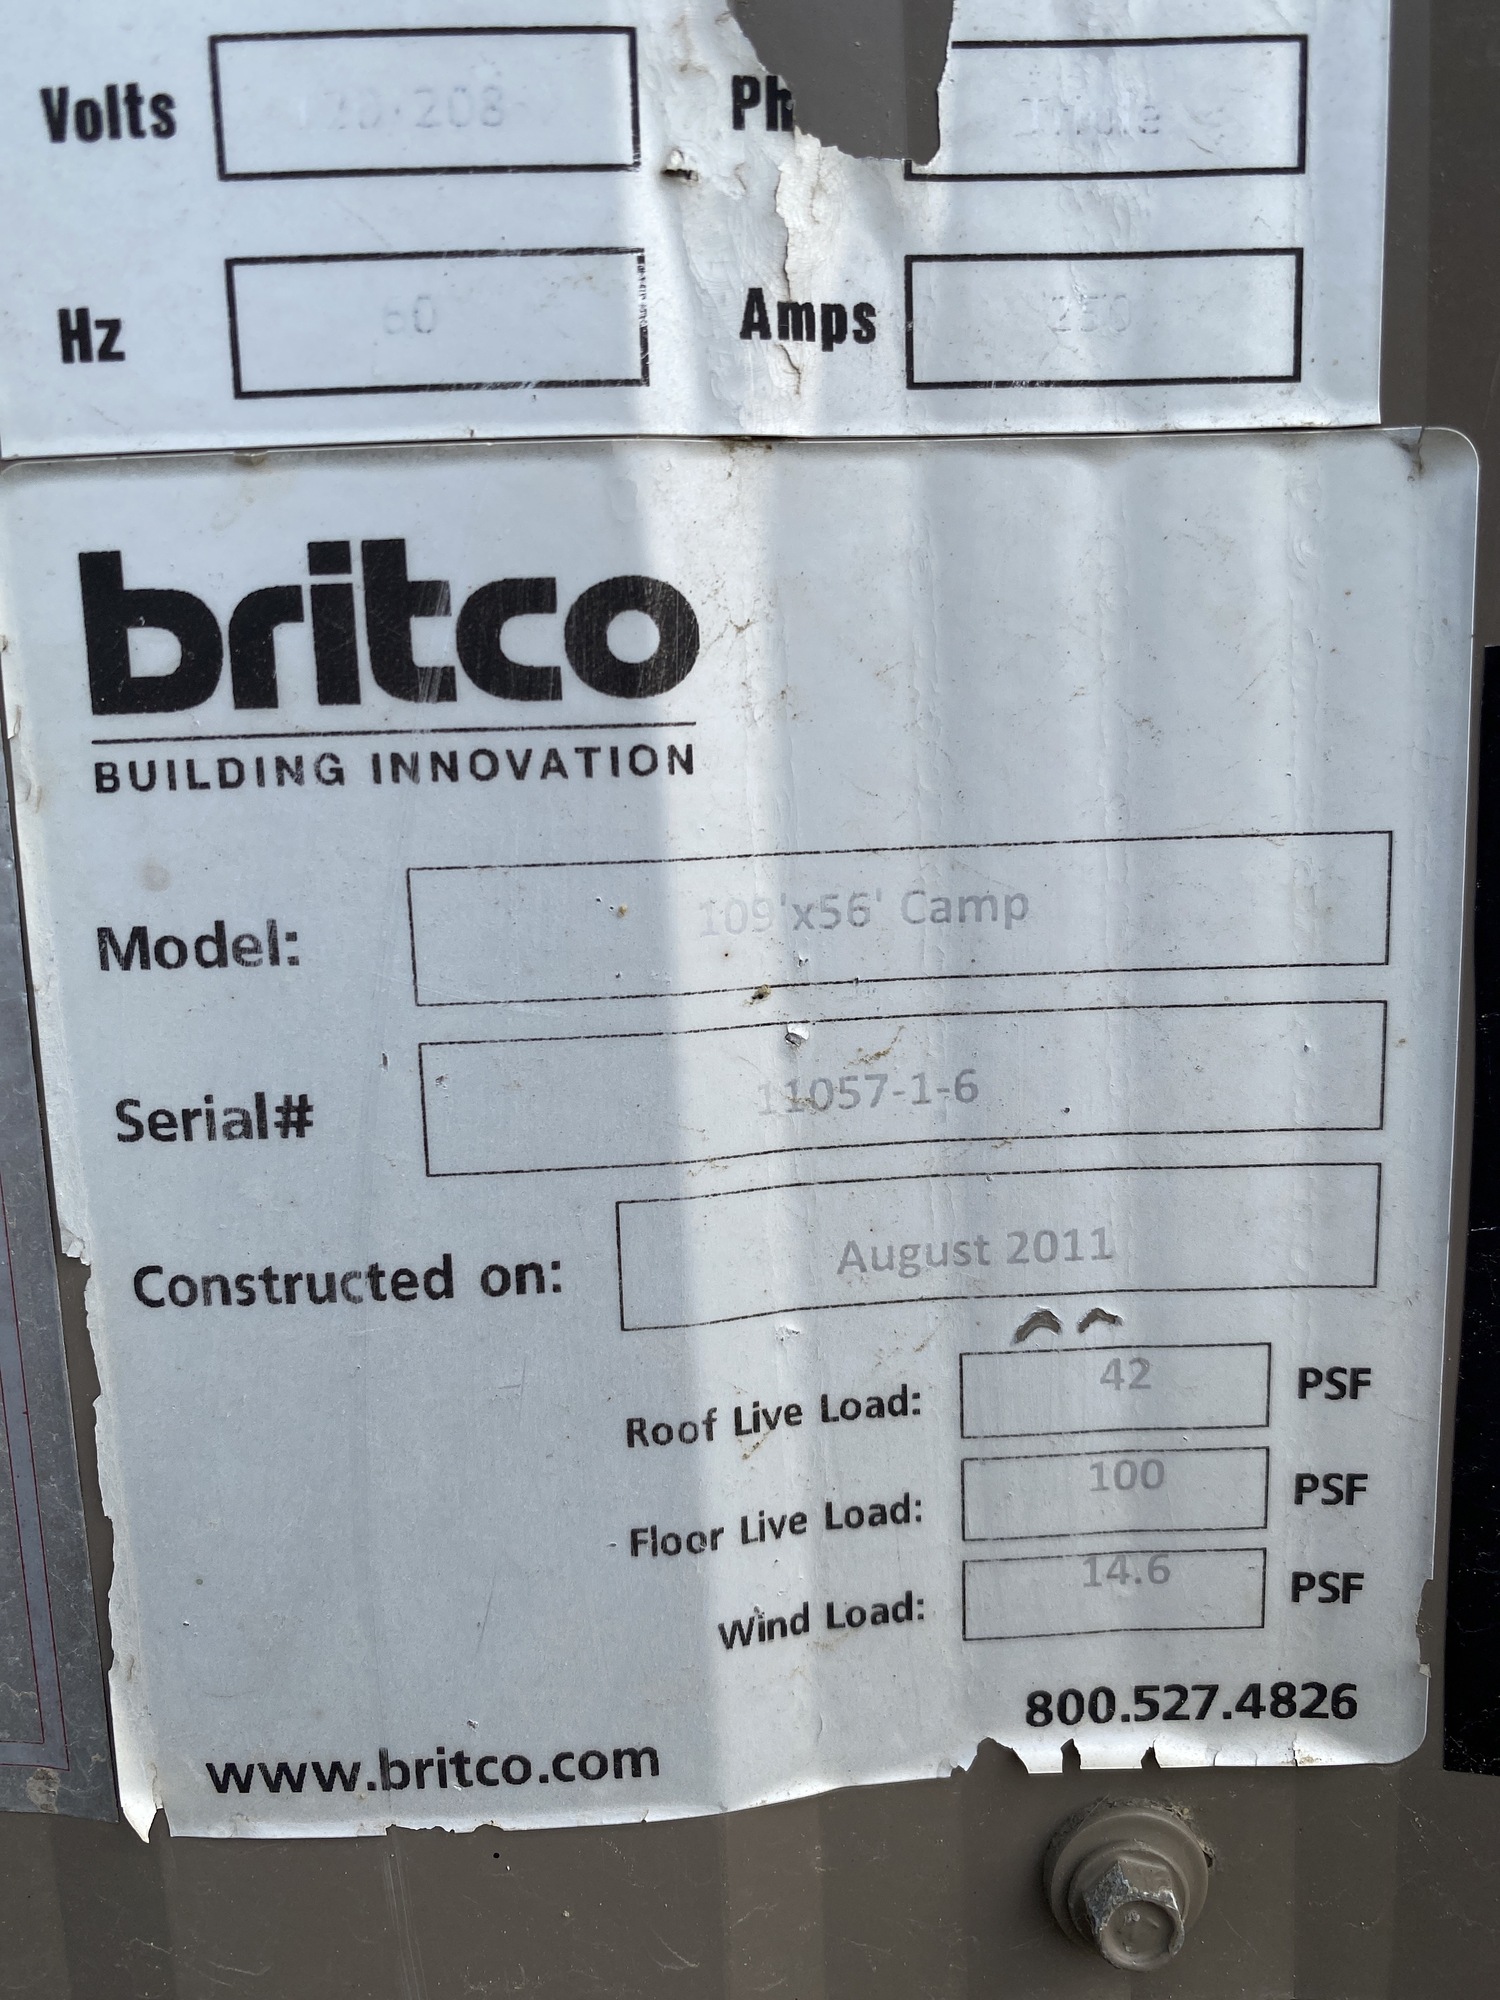 Volts 120-208 Ph
Hz 60 Amps
britco
BUILDING INNOVATION
Model: 109'x56' Camp
Serial# 11057-1-6
Constructed on: August 2011
Roof Live Load: 42 PSF
Floor Live Load: 100 PSF
Wind Load: 14.6 PSF
800.527.4826
www.britco.com